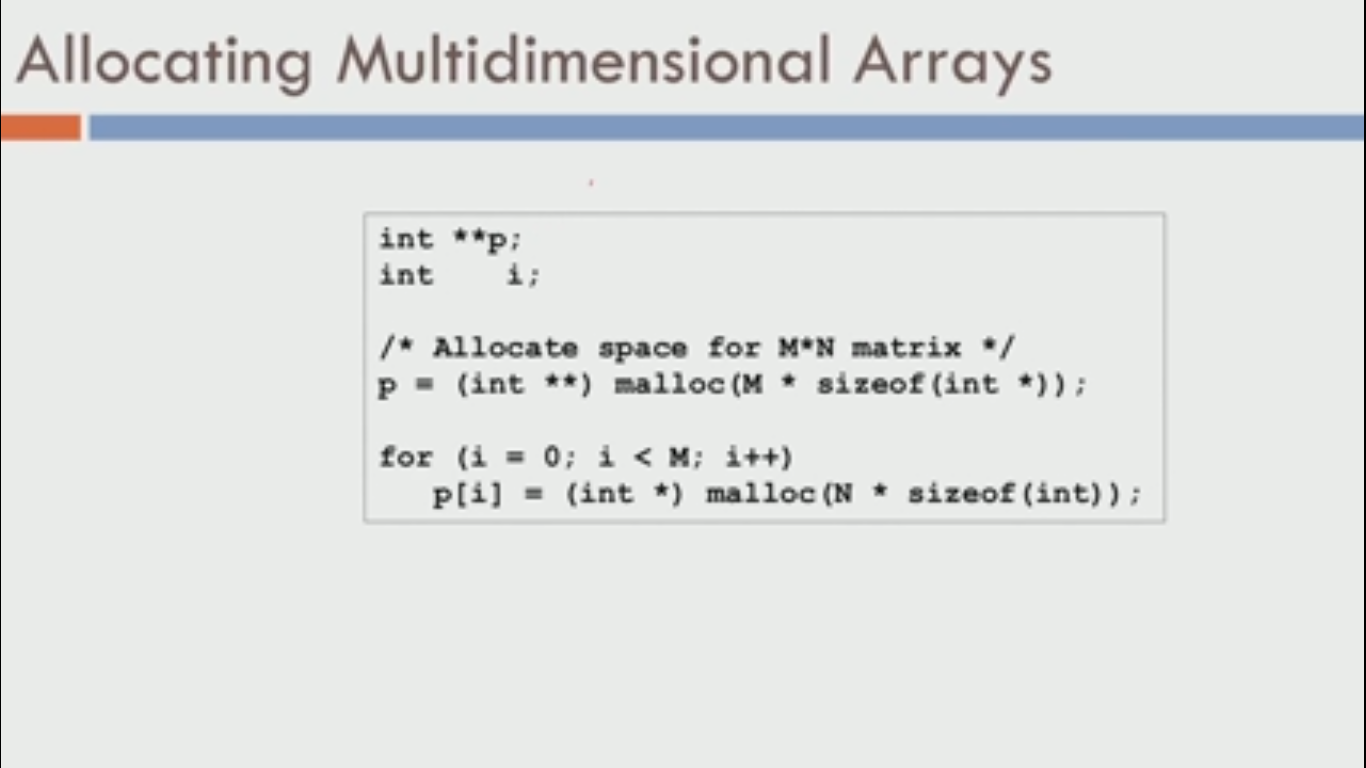 Allocating Multidimensional Arrays
int **p;
int    i;
/* Allocate space for M*N matrix */
p = (int **) malloc(M * sizeof(int *));
for (i = 0; i < M; i++)
   p[i] = (int *) malloc(N * sizeof(int));